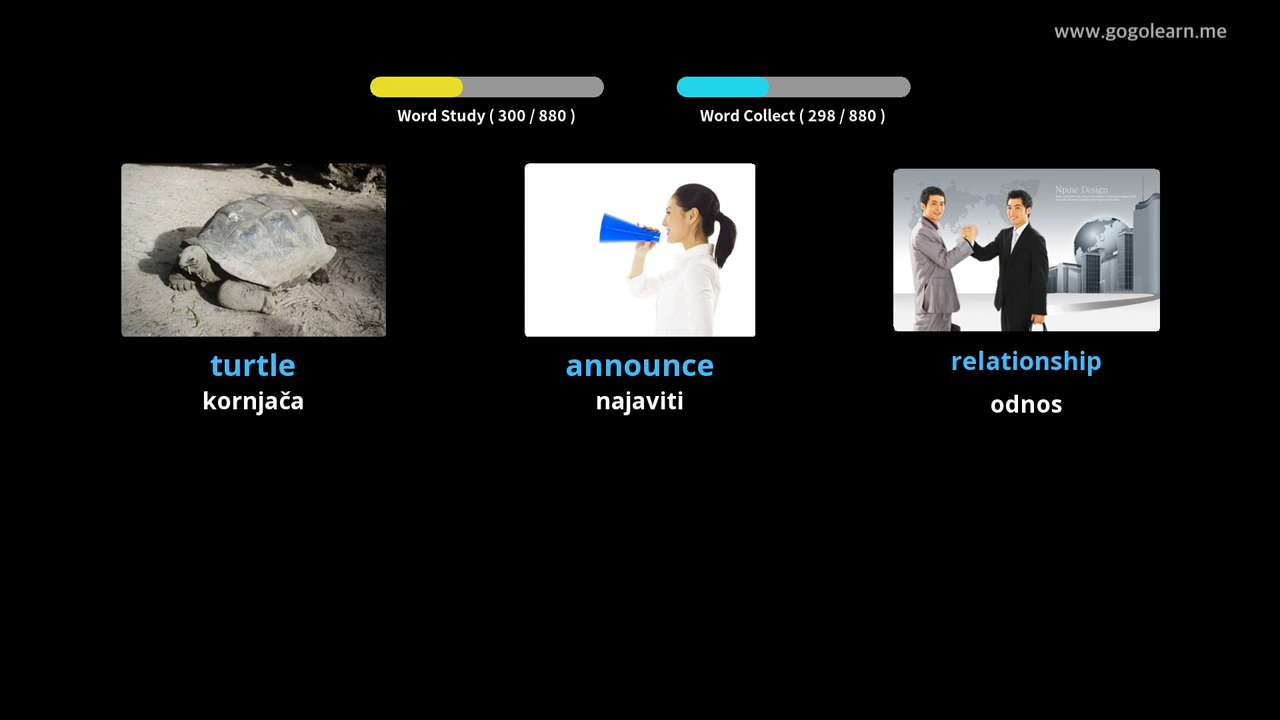 www.gogolearn.me
Word Study ( 300 / 880 )
Word Collect ( 298 / 880 )
Npine Design
turtle
announce
relationship
kornjača
najaviti
odnos